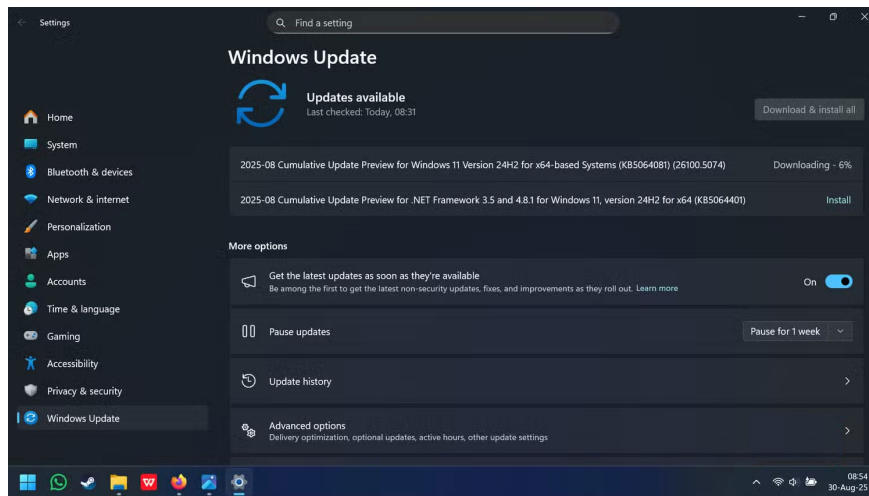 Settings
Find a setting
Windows Update
Updates available
Last checked: Today, 08:31
Download & install all
Home
System
Bluetooth & devices
Network & internet
Personalization
Apps
Accounts
Time & language
Gaming
Accessibility
Privacy & security
Windows Update
2025-08 Cumulative Update Preview for Windows 11 Version 24H2 for x64-based Systems (KB5064081) (26100.5074)
Downloading - 6%
2025-08 Cumulative Update Preview for .NET Framework 3.5 and 4.8.1 for Windows 11, version 24H2 for x64 (KB5064401)
Install
More options
Get the latest updates as soon as they're available
Be among the first to get the latest non-security updates, fixes, and improvements as they roll out. Learn more
On
Pause updates
Pause for 1 week
Update history
Advanced options
Delivery optimization, optional updates, active hours, other update settings
W
08:54
30-Aug-25